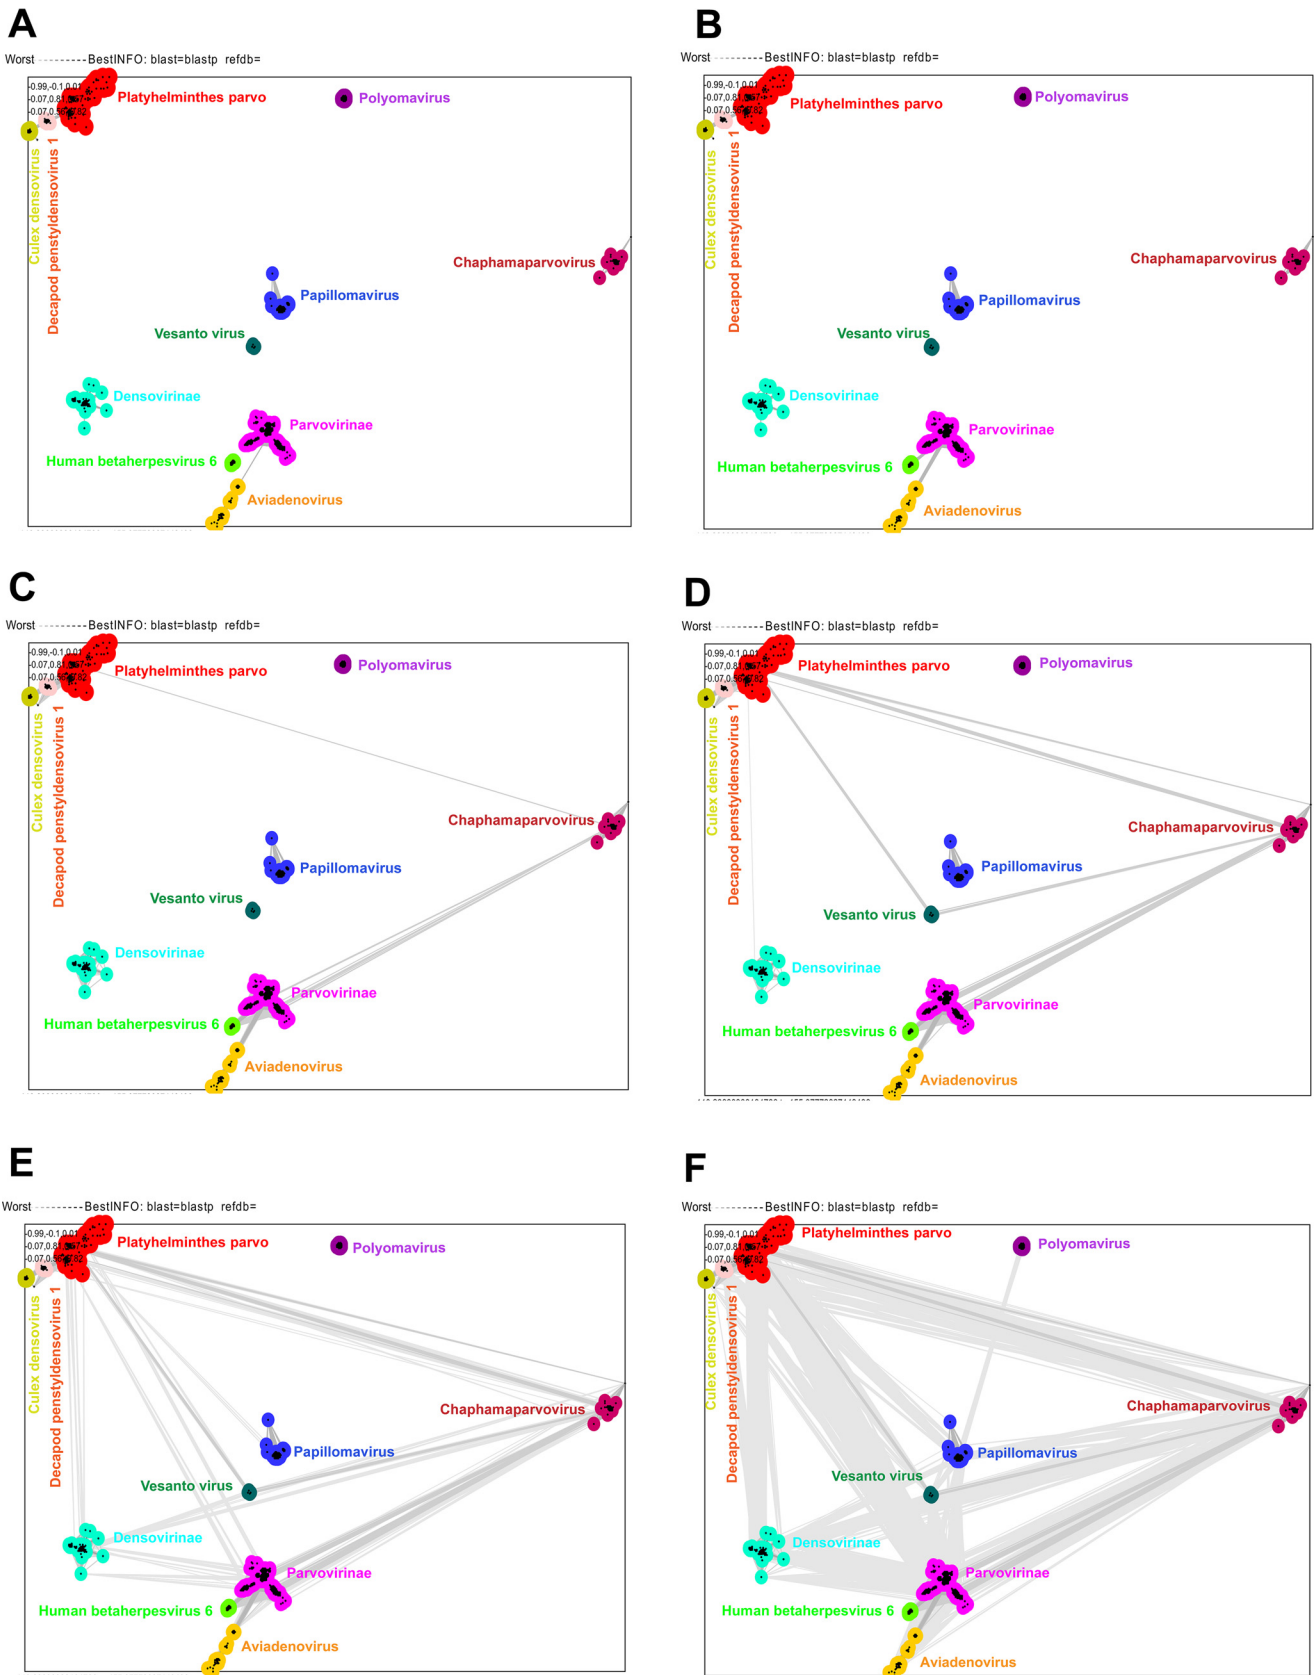 A
Worst --------BestINFO: blast=blastp refdb=
Platyhelminthes parvo
Polyomavirus
Culex densovirus
Decapod penstyldensovirus 1
Chaphamaparvovirus
Papillomavirus
Vesanto virus
Densovirinae
Parvovirinae
Human betaherpesvirus 6
Aviadenovirus
B
Worst --------BestINFO: blast=blastp refdb=
Platyhelminthes parvo
Polyomavirus
Culex densovirus
Decapod penstyldensovirus 1
Chaphamaparvovirus
Papillomavirus
Vesanto virus
Densovirinae
Parvovirinae
Human betaherpesvirus 6
Aviadenovirus
C
Worst --------BestINFO: blast=blastp refdb=
Platyhelminthes parvo
Polyomavirus
Culex densovirus
Decapod penstyldensovirus 1
Chaphamaparvovirus
Papillomavirus
Vesanto virus
Densovirinae
Parvovirinae
Human betaherpesvirus 6
Aviadenovirus
D
Worst --------BestINFO: blast=blastp refdb=
Platyhelminthes parvo
Polyomavirus
Culex densovirus
Decapod penstyldensovirus 1
Chaphamaparvovirus
Papillomavirus
Vesanto virus
Densovirinae
Parvovirinae
Human betaherpesvirus 6
Aviadenovirus
E
Worst --------BestINFO: blast=blastp refdb=
Platyhelminthes parvo
Polyomavirus
Culex densovirus
Decapod penstyldensovirus 1
Chaphamaparvovirus
Papillomavirus
Vesanto virus
Densovirinae
Parvovirinae
Human betaherpesvirus 6
Aviadenovirus
F
Worst --------BestINFO: blast=blastp refdb=
Platyhelminthes parvo
Polyomavirus
Culex densovirus
Decapod penstyldensovirus 1
Chaphamaparvovirus
Papillomavirus
Vesanto virus
Densovirinae
Parvovirinae
Human betaherpesvirus 6
Aviadenovirus